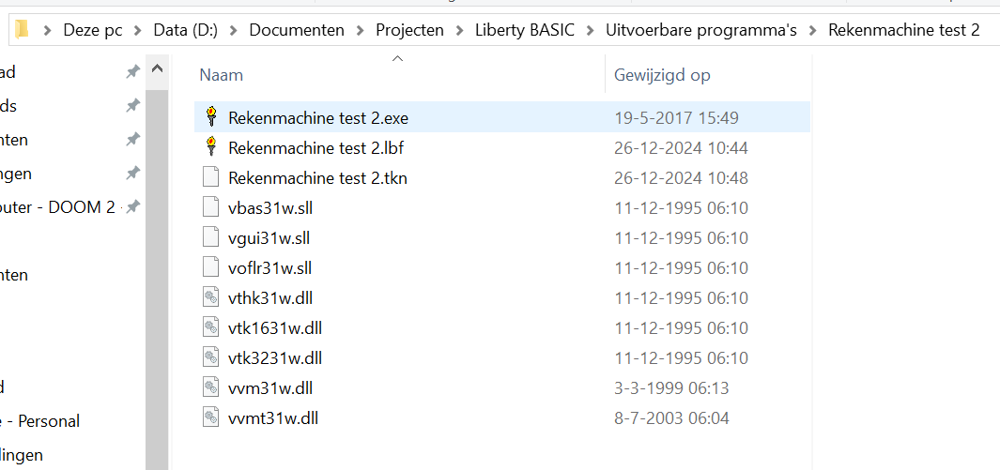 Deze pc > Data (D:) > Documenten > Projecten > Liberty BASIC > Uitvoerbare programma's > Rekenmachine test 2
ad
ds
nten
ngen
outer - DOOM 2
nten
d
e - Personal
lingen
Naam Gewijzigd op
Rekenmachine test 2.exe 19-5-2017 15:49
Rekenmachine test 2.lbf 26-12-2024 10:44
Rekenmachine test 2.tkn 26-12-2024 10:48
vbas31w.sll 11-12-1995 06:10
vgui31w.sll 11-12-1995 06:10
voflr31w.sll 11-12-1995 06:10
vthk31w.dll 11-12-1995 06:10
vtk1631w.dll 11-12-1995 06:10
vtk3231w.dll 11-12-1995 06:10
vvm31w.dll 3-3-1999 06:13
vvmt31w.dll 8-7-2003 06:04